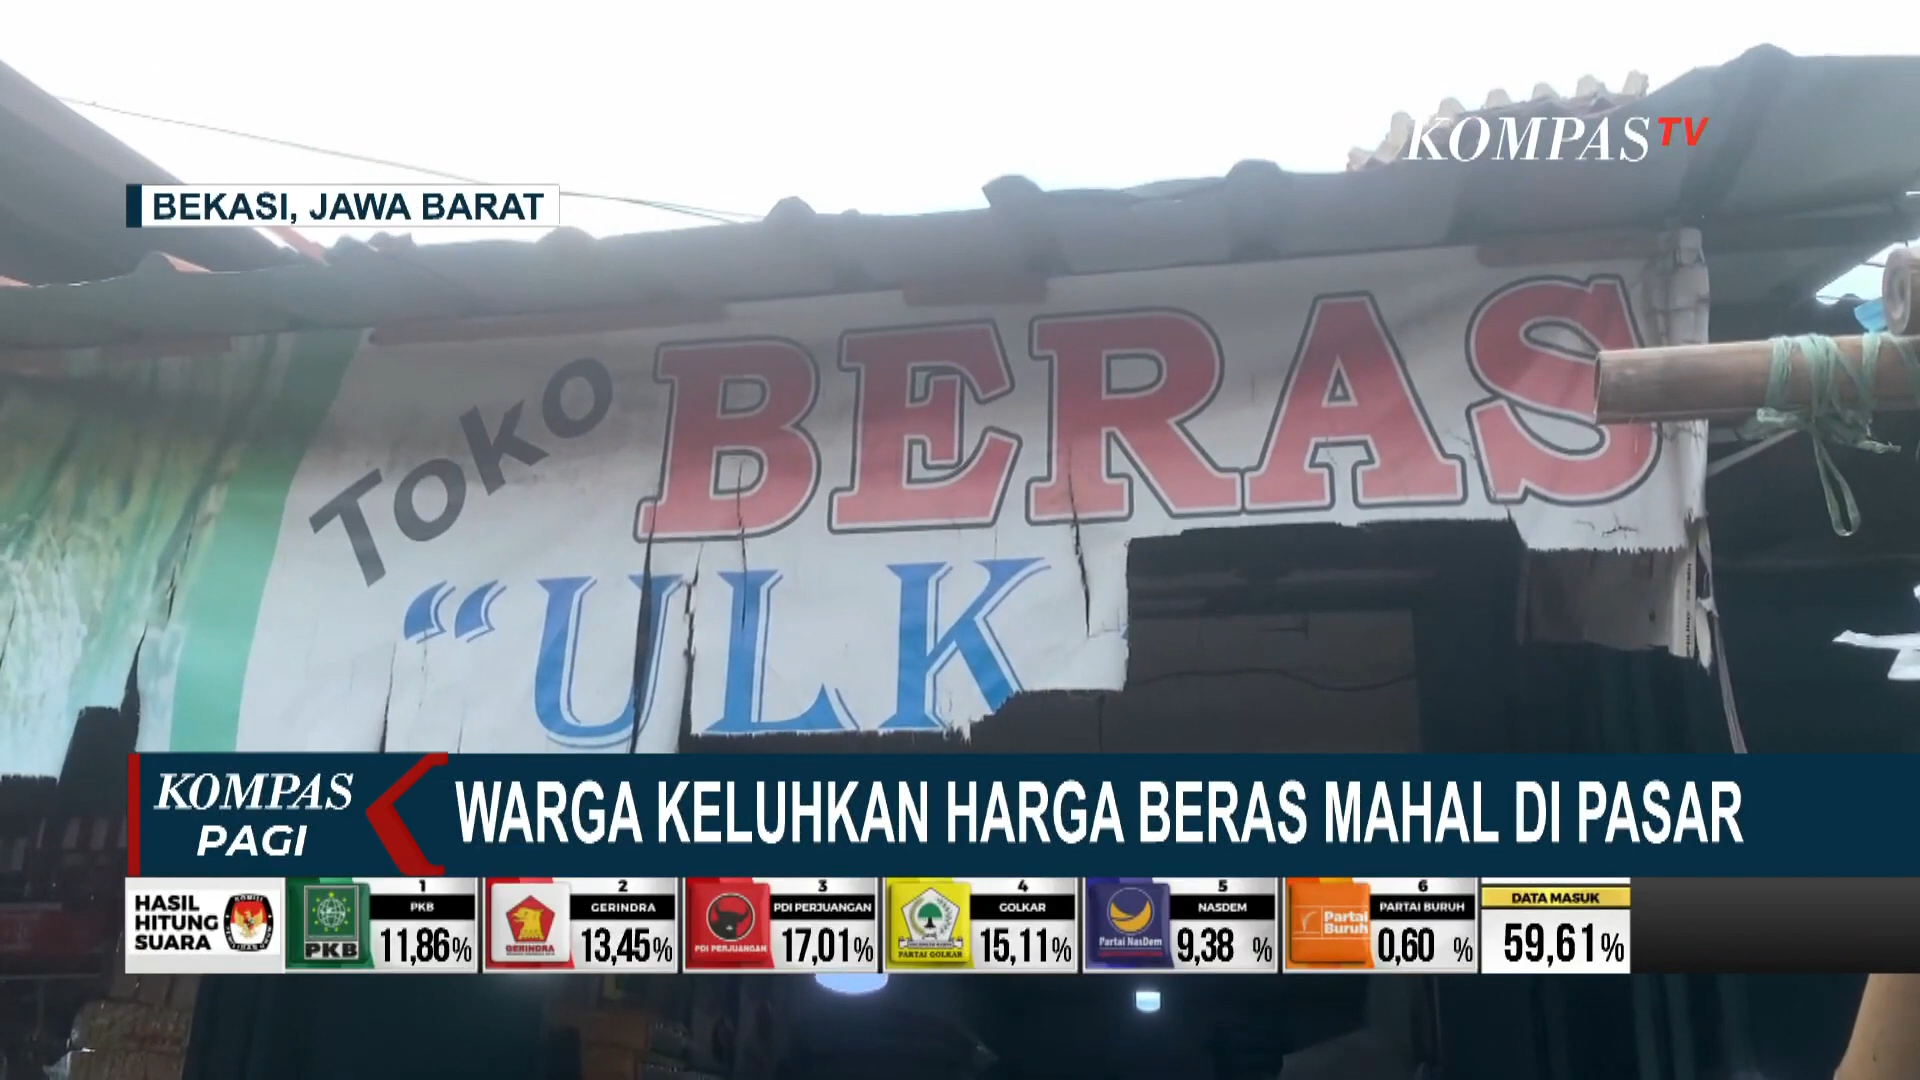 KOMPAS TV
BEKASI, JAWA BARAT
Toko BERAS
“ULK
KOMPAS
PAGI
WARGA KELUHKAN HARGA BERAS MAHAL DI PASAR
HASIL
HITUNG
SUARA
PKB
1
PKB
11,86%
GERINDRA
2
GERINDRA
13,45%
PDI PERJUANGAN
3
PDI PERJUANGAN
17,01%
PARTAI GOLKAR
4
GOLKAR
15,11%
Partai NasDem
5
NASDEM
9,38 %
Partai
Buruh
6
PARTAI BURUH
0,60 %
DATA MASUK
59,61%